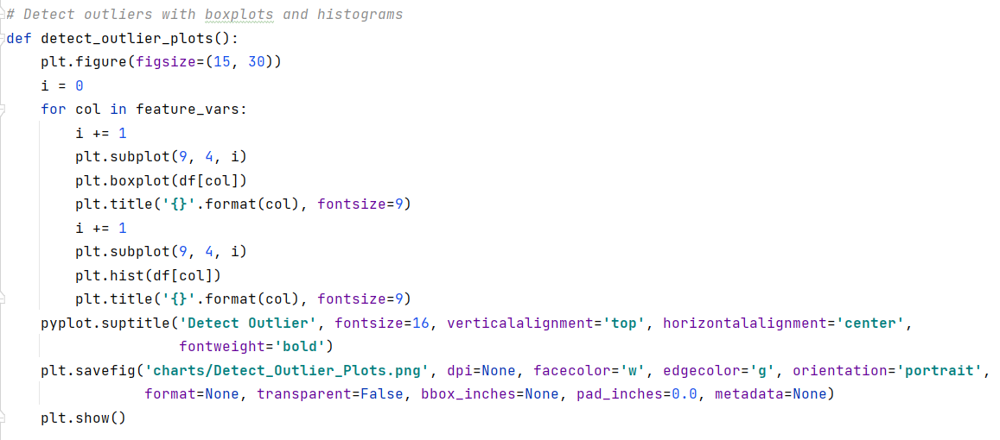 # Detect outliers with boxplots and histograms
def detect_outlier_plots():
    plt.figure(figsize=(15, 30))
    i = 0
    for col in feature_vars:
        i += 1
        plt.subplot(9, 4, i)
        plt.boxplot(df[col])
        plt.title('{}'.format(col), fontsize=9)
        i += 1
        plt.subplot(9, 4, i)
        plt.hist(df[col])
        plt.title('{}'.format(col), fontsize=9)
    pyplot.suptitle('Detect Outlier', fontsize=16, verticalalignment='top', horizontalalignment='center',
                    fontweight='bold')
    plt.savefig('charts/Detect_Outlier_Plots.png', dpi=None, facecolor='w', edgecolor='g', orientation='portrait',
                format=None, transparent=False, bbox_inches=None, pad_inches=0.0, metadata=None)
    plt.show()